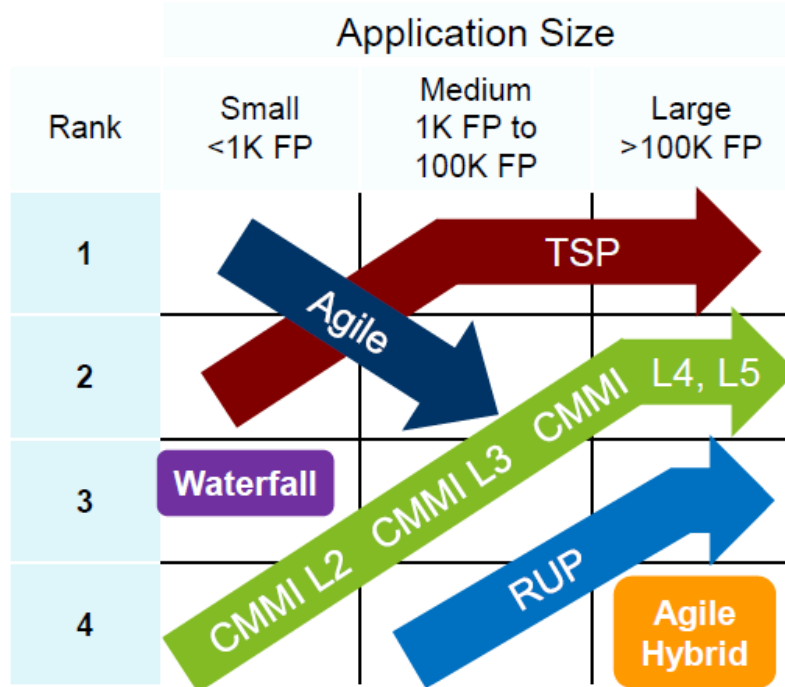 Application Size
Rank
Small
<1K FP
Medium
1K FP to
100K FP
Large
>100K FP
1
TSP
Agile
2
CMMI
L4, L5
3
Waterfall
CMMI L3
4
CMMI L2
RUP
Agile
Hybrid